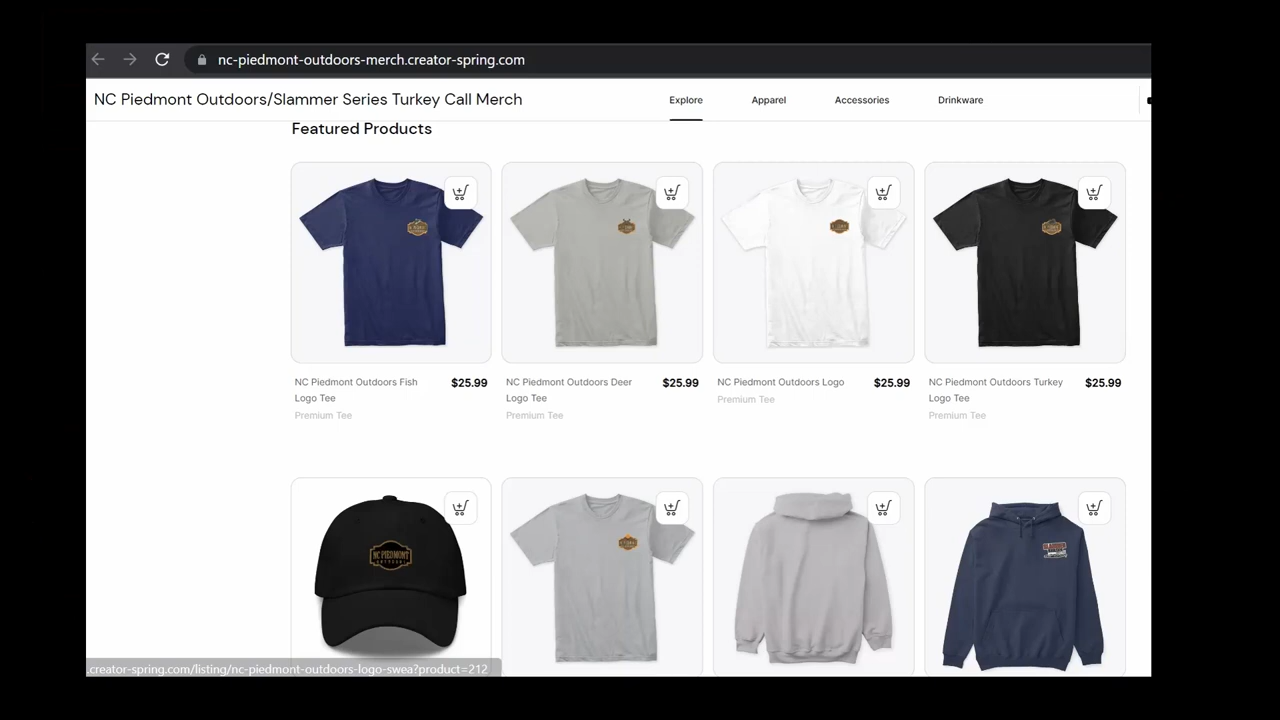 nc-piedmont-outdoors-merch.creator-spring.com
NC Piedmont Outdoors/Slammer Series Turkey Call Merch
Explore
Apparel
Accessories
Drinkware
Featured Products
NC Piedmont Outdoors Fish
Logo Tee
$25.99
Premium Tee
NC Piedmont Outdoors Deer
Logo Tee
$25.99
Premium Tee
NC Piedmont Outdoors Logo
$25.99
Premium Tee
NC Piedmont Outdoors Turkey
Logo Tee
$25.99
Premium Tee
NC PIEDMONT
OUTDOORS
.creator-spring.com/listing/nc-piedmont-outdoors-logo-swea?product=212